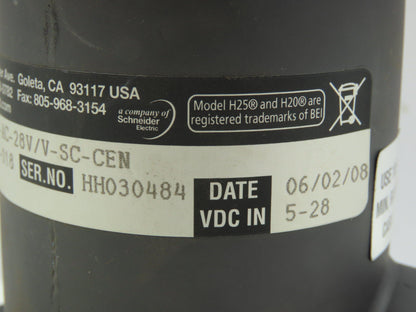 Ave. Goleta, CA 93117 USA
Fax: 805-968-3154
a company of
Schneider
Electric
Model H25® and H20® are
registered trademarks of BEI
-28V/V-SC-CEN
SER.NO. HH030484
DATE 06/02/08
VDC IN 5-28